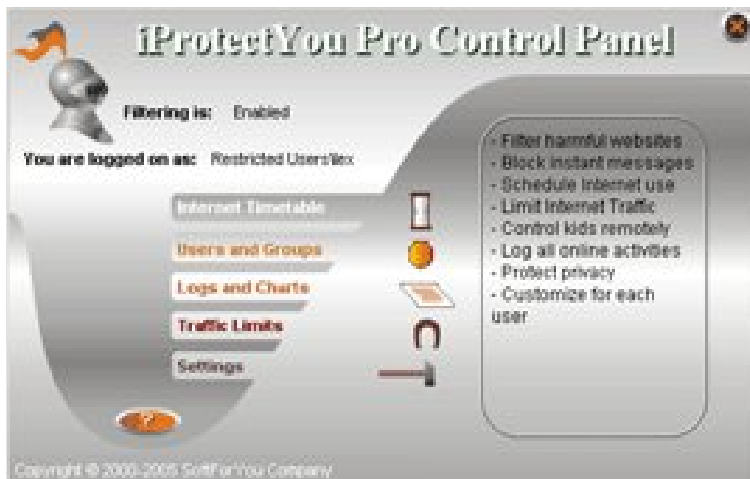 iProtectYou Pro Control Panel
Filtering is: Enabled
You are logged on as: Restricted Users\lex
Internet Timetable
Users and Groups
Logs and Charts
Traffic Limits
Settings
?
- Filter harmful websites
- Block instant messages
- Schedule Internet use
- Limit Internet Traffic
- Control kids remotely
- Log all online activities
- Protect privacy
- Customize for each
user
Copyright © 2000-2005 SoftForYou Company